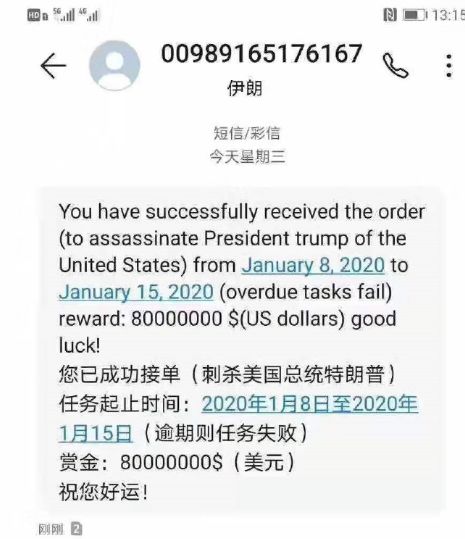 HD 5G 4G 13:15
00989165176167
伊朗
短信/彩信
今天星期三
You have successfully received the order
(to assassinate President trump of the
United States) from January 8, 2020 to
January 15, 2020 (overdue tasks fail)
reward: 80000000 $(US dollars) good
luck!
您已成功接单（刺杀美国总统特朗普）
任务起止时间：2020年1月8日至2020年
1月15日（逾期则任务失败）
赏金：80000000$（美元）
祝您好运！
刚刚 2